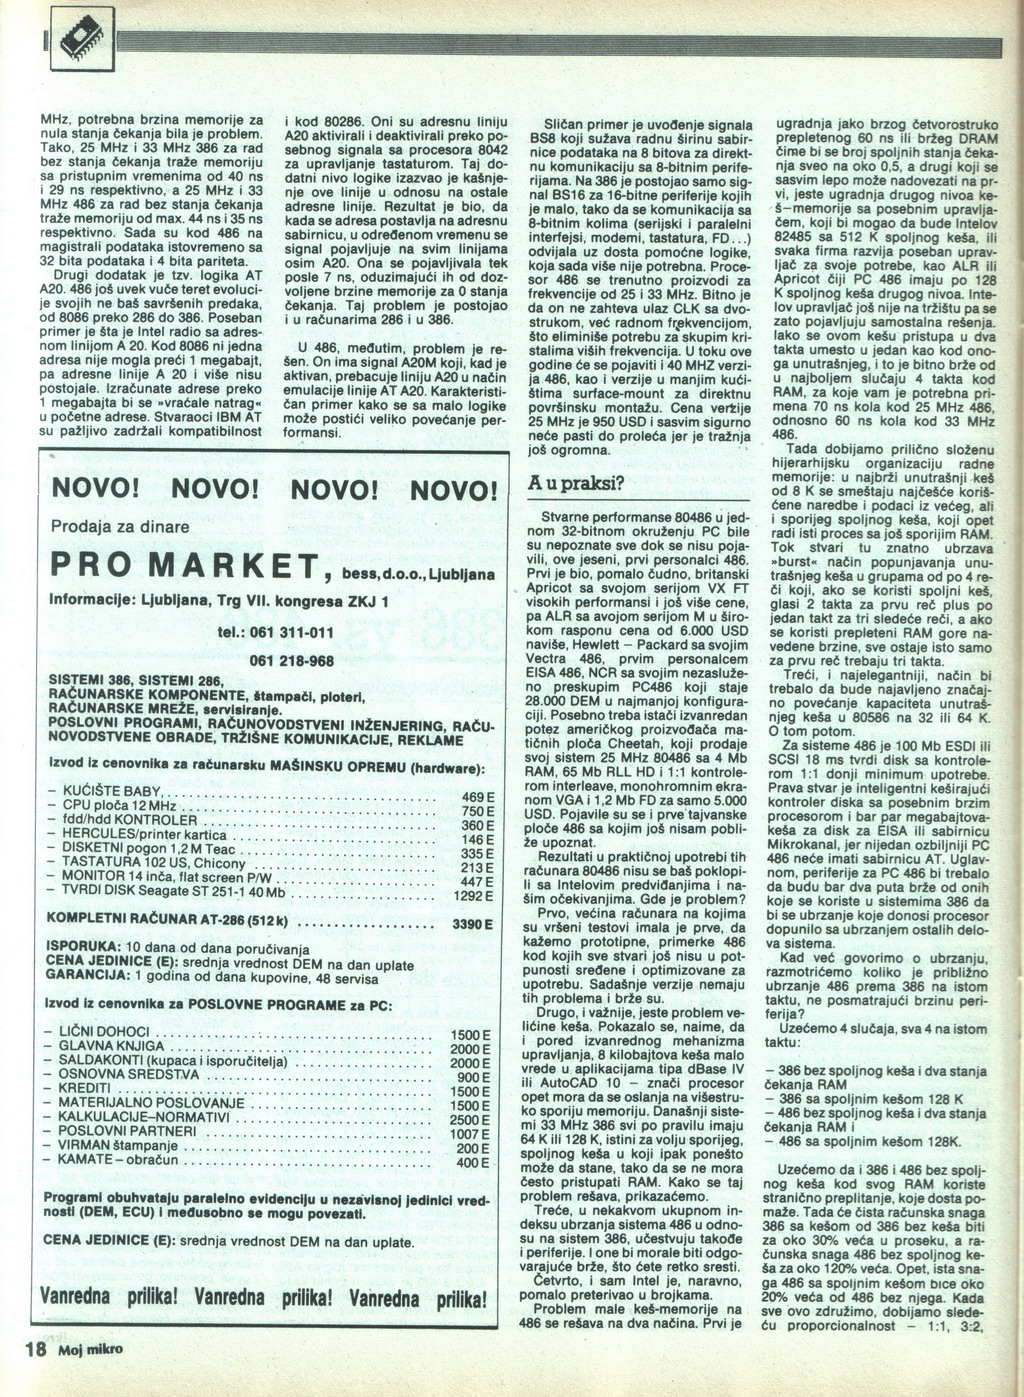 MHz, potrebna brzina memorije za
nula stanja čekanja bila je problem.
Tako, 25 MHz i 33 MHz 386 za rad
bez stanja čekanja traže memoriju
sa pristupnim vremenima od 40 ns
i 29 ns respektivno, a 25 MHz i 33
MHz 486 za rad bez stanja čekanja
traže memoriju od max. 44 ns i 35 ns
respektivno. Sada su kod 486 na
magistrali podataka istovremeno sa
32 bita podataka i 4 bita pariteta.
Drugi dodatak je tzv. logika AT
A20. 486 još uvek vuče teret evoluci-
je svojih ne baš savršenih predaka,
od 8086 preko 286 do 386. Poseban
primer je šta je Intel radio sa adres-
nom linijom A 20. Kod 8086 ni jedna
adresa nije mogla preći 1 megabajt,
pa adresne linije A 20 i više nisu
postojale. Izračunate adrese preko
1 megabajta bi se »vraćale natrag«
u početne adrese. Stvaraoci IBM AT
su pažljivo zadržali kompatibilnost
i kod 80286. Oni su adresnu liniju
A20 aktivirali i deaktivirali preko po-
sebnog signala sa procesora 8042
za upravljanje tastaturom. Taj do-
datni nivo logike izazvao je kašnje-
nje ove linije u odnosu na ostale
adresne linije. Rezultat je bio, da
kada se adresa postavlja na adresnu
sabirnicu, u određenom vremenu se
signal pojavljuje na svim linijama
osim A20. Ona se pojavljivala tek
posle 7 ns, oduzimajući ih od doz-
voljene brzine memorije za 0 stanja
čekanja. Taj problem je postojao
i u računarima 286 i u 386.
U 486, međutim, problem je re-
šen. On ima signal A20M koji, kad je
aktivan, prebacuje liniju A20 u način
emulacije linije AT A20. Karakteristi-
čan primer kako se sa malo logike
može postići veliko povećanje per-
formansi.
NOVO! NOVO! NOVO! NOVO!
Prodaja za dinare
PRO MARKET, bess,d.o.o.,Ljubljana
Informacije: Ljubljana, Trg VII. kongresa ZKJ 1
tel.: 061 311-011
061 218-968
SISTEMI 386, SISTEMI 286,
RAČUNARSKE KOMPONENTE, štampači, ploteri,
RAČUNARSKE MREŽE, servisiranje.
POSLOVNI PROGRAMI, RAČUNOVODSTVENI INŽENJERING, RAČU-
NOVODSTVENE OBRADE, TRŽIŠNE KOMUNIKACIJE, REKLAME
Izvod iz cenovnika za računarsku MAŠINSKU OPREMU (hardware):
– KUĆIŠTE BABY, ........ 469 E
– CPU ploča 12 MHz ........ 750 E
– fdd/hdd KONTROLER ........ 360 E
– HERCULES/printer kartica ........ 146 E
– DISKETNI pogon 1,2 M Teac ........ 335 E
– TASTATURA 102 US, Chicony ........ 213 E
– MONITOR 14 inča, flat screen P/W ........ 447 E
– TVRDI DISK Seagate ST 251-1 40 Mb ........ 1292 E
KOMPLETNI RAČUNAR AT-286 (512 k) ........ 3390 E
ISPORUKA: 10 dana od dana poručivanja
CENA JEDINICE (E): srednja vrednost DEM na dan uplate
GARANCIJA: 1 godina od dana kupovine, 48 servisa
Izvod iz cenovnika za POSLOVNE PROGRAME za PC:
– LIČNI DOHOCI ........ 1500 E
– GLAVNA KNJIGA ........ 2000 E
– SALDAKONTI (kupaca i isporučitelja) ........ 2000 E
– OSNOVNA SREDSTVA ........ 900 E
– KREDITI ........ 1500 E
– MATERIJALNO POSLOVANJE ........ 1500 E
– KALKULACIJE–NORMATIVI ........ 2500 E
– POSLOVNI PARTNERI ........ 1007 E
– VIRMAN štampanje ........ 200 E
– KAMATE – obračun ........ 400 E
Programi obuhvataju paralelno evidenciju u nezavisnoj jedinici vred-
nosti (DEM, ECU) i međusobno se mogu povezati.
CENA JEDINICE (E): srednja vrednost DEM na dan uplate.
Vanredna prilika! Vanredna prilika! Vanredna prilika!
Sličan primer je uvođenje signala
BS8 koji sužava radnu širinu sabir-
nice podataka na 8 bitova za direkt-
nu komunikaciju sa 8-bitnim perife-
rijama. Na 386 je postojao samo sig-
nal BS16 za 16-bitne periferije kojih
je malo, tako da se komunikacija sa
8-bitnim kolima (serijski i paralelni
interfejsi, modemi, tastatura, FD...)
odvijala uz dosta pomoćne logike,
koja sada više nije potrebna. Proce-
sor 486 se trenutno proizvodi za
frekvencije od 25 i 33 MHz. Bitno je
da on ne zahteva ulaz CLK sa dvo-
strukom, već radnom frekvencijom,
što eliminiše potrebu za skupim kri-
stalima viših frekvencija. U toku ove
godine će se pojaviti i 40 MHZ verzi-
ja 486, kao i verzije u manjim kući-
štima surface-mount za direktnu
površinsku montažu. Cena verzije
25 MHz je 950 USD i sasvim sigurno
neće pasti do proleća jer je tražnja
još ogromna.
A u praksi?
Stvarne performanse 80486 u jed-
nom 32-bitnom okruženju PC bile
su nepoznate sve dok se nisu poja-
vili, ove jeseni, prvi personalci 486.
Prvi je bio, pomalo čudno, britanski
Apricot sa svojom serijom VX FT
visokih performansi i još više cene,
pa ALR sa avojom serijom M u širo-
kom rasponu cena od 6.000 USD
naviše, Hewlett – Packard sa svojim
Vectra 486, prvim personalcem
EISA 486, NCR sa svojim nezasluže-
no preskupim PC486 koji staje
28.000 DEM u najmanjoj konfigura-
ciji. Posebno treba istaći izvanredan
potez američkog proizvođača ma-
tičnih ploča Cheetah, koji prodaje
svoj sistem 25 MHz 80486 sa 4 Mb
RAM, 65 Mb RLL HD i 1:1 kontrole-
rom interleave, monohromnim ekra-
nom VGA i 1,2 Mb FD za samo 5.000
USD. Pojavile su se i prve tajvanske
ploče 486 sa kojim još nisam pobli-
že upoznat.
Rezultati u praktičnoj upotrebi tih
računara 80486 nisu se baš poklopi-
li sa Intelovim predviđanjima i na-
šim očekivanjima. Gde je problem?
Prvo, većina računara na kojima
su vršeni testovi imala je prve, da
kažemo prototipne, primerke 486
kod kojih sve stvari još nisu u pot-
punosti sređene i optimizovane za
upotrebu. Sadašnje verzije nemaju
tih problema i brže su.
Drugo, i važnije, jeste problem ve-
ličine keša. Pokazalo se, naime, da
i pored izvanrednog mehanizma
upravljanja, 8 kilobajtova keša malo
vrede u aplikacijama tipa dBase IV
ili AutoCAD 10 – znači procesor
opet mora da se oslanja na višestru-
ko sporiju memoriju. Današnji siste-
mi 33 MHz 386 svi po pravilu imaju
64 K ili 128 K, istini za volju sporijeg,
spoljnog keša u koji ipak ponešto
može da stane, tako da se ne mora
često pristupati RAM. Kako se taj
problem rešava, prikazaćemo.
Treće, u nekakvom ukupnom in-
deksu ubrzanja sistema 486 u odno-
su na sistem 386, učestvuju takođe
i periferije. I one bi morale biti odgo-
varajuće brže, što ćete retko sresti.
Četvrto, i sam Intel je, naravno,
pomalo preterivao u brojkama.
Problem male keš-memorije na
486 se rešava na dva načina. Prvi je
ugradnja jako brzog četvorostruko
prepletenog 60 ns ili bržeg DRAM
čime bi se broj spoljnih stanja čeka-
nja sveo na oko 0,5, a drugi koji se
sasvim lepo može nadovezati na pr-
vi, jeste ugradnja drugog nivoa ke-
š–memorije sa posebnim upravlja-
čem, koji bi mogao da bude Intelov
82485 sa 512 K spoljnog keša, ili
svaka firma razvija poseban uprav-
ljač za svoje potrebe, kao ALR ili
Apricot čiji PC 486 imaju po 128
K spoljnog keša drugog nivoa. Inte-
lov upravljač još nije na tržištu pa se
zato pojavljuju samostalna rešenja.
Iako se ovom kešu pristupa u dva
takta umesto u jedan kao kod ono-
ga unutrašnjeg, i to je bitno brže od
u najboljem slučaju 4 takta kod
RAM, za koje vam je potrebna pri-
mena 70 ns kola kod 25 MHz 486,
odnosno 60 ns kola kod 33 MHz
486.
Tada dobijamo prilično složenu
hijerarhijsku organizaciju radne
memorije: u najbrži unutrašnji keš
od 8 K se smeštaju najčešće koriš-
ćene naredbe i podaci iz većeg, ali
i sporijeg spoljnog keša, koji opet
radi isti proces sa još sporijim RAM.
Tok stvari tu znatno ubrzava
»burst« način popunjavanja unu-
trašnjeg keša u grupama od po 4 re-
či koji, ako se koristi spoljni keš,
glasi 2 takta za prvu reč plus po
jedan takt za tri sledeće reči, a ako
se koristi prepleteni RAM gore na-
vedene brzine, sve ostaje isto samo
za prvu reč trebaju tri takta.
Treći, i najelegantniji, način bi
trebalo da bude najavljeno značaj-
no povećanje kapaciteta unutraš-
njeg keša u 80586 na 32 ili 64 K.
O tom potom.
Za sisteme 486 je 100 Mb ESDI ili
SCSI 18 ms tvrdi disk sa kontrole-
rom 1:1 donji minimum upotrebe.
Prava stvar je inteligentni keširajući
kontroler diska sa posebnim brzim
procesorom i bar par megabajtova-
keša za disk za EISA ili sabirnicu
Mikrokanal, jer nijedan ozbiljniji PC
486 neće imati sabirnicu AT. Uglav-
nom, periferije za PC 486 bi trebalo
da budu bar dva puta brže od onih
koje se koriste u sistemima 386 da
bi se ubrzanje koje donosi procesor
dopunilo sa ubrzanjem ostalih delo-
va sistema.
Kad već govorimo o ubrzanju,
razmotrićemo koliko je približno
ubrzanje 486 prema 386 na istom
taktu, ne posmatrajući brzinu peri-
ferija?
Uzećemo 4 slučaja, sva 4 na istom
taktu:
– 386 bez spoljnog keša i dva stanja
čekanja RAM
– 386 sa spoljnim kešom 128 K
– 486 bez spoljnog keša i dva stanja
čekanja RAM i
– 486 sa spoljnim kešom 128K.
Uzećemo da i 386 i 486 bez spolj-
nog keša kod svog RAM koriste
stranično preplitanje, koje dosta po-
maže. Tada će čista računska snaga
386 sa kešom od 386 bez keša biti
za oko 30% veća u proseku, a ra-
čunska snaga 486 bez spoljnog ke-
ša za oko 120% veća. Opet, ista sna-
ga 486 sa spoljnim kešom biće oko
20% veća od 486 bez njega. Kada
sve ovo združimo, dobijamo slede-
ću proporcionalnost – 1:1, 3:2,
18 Moj mikro